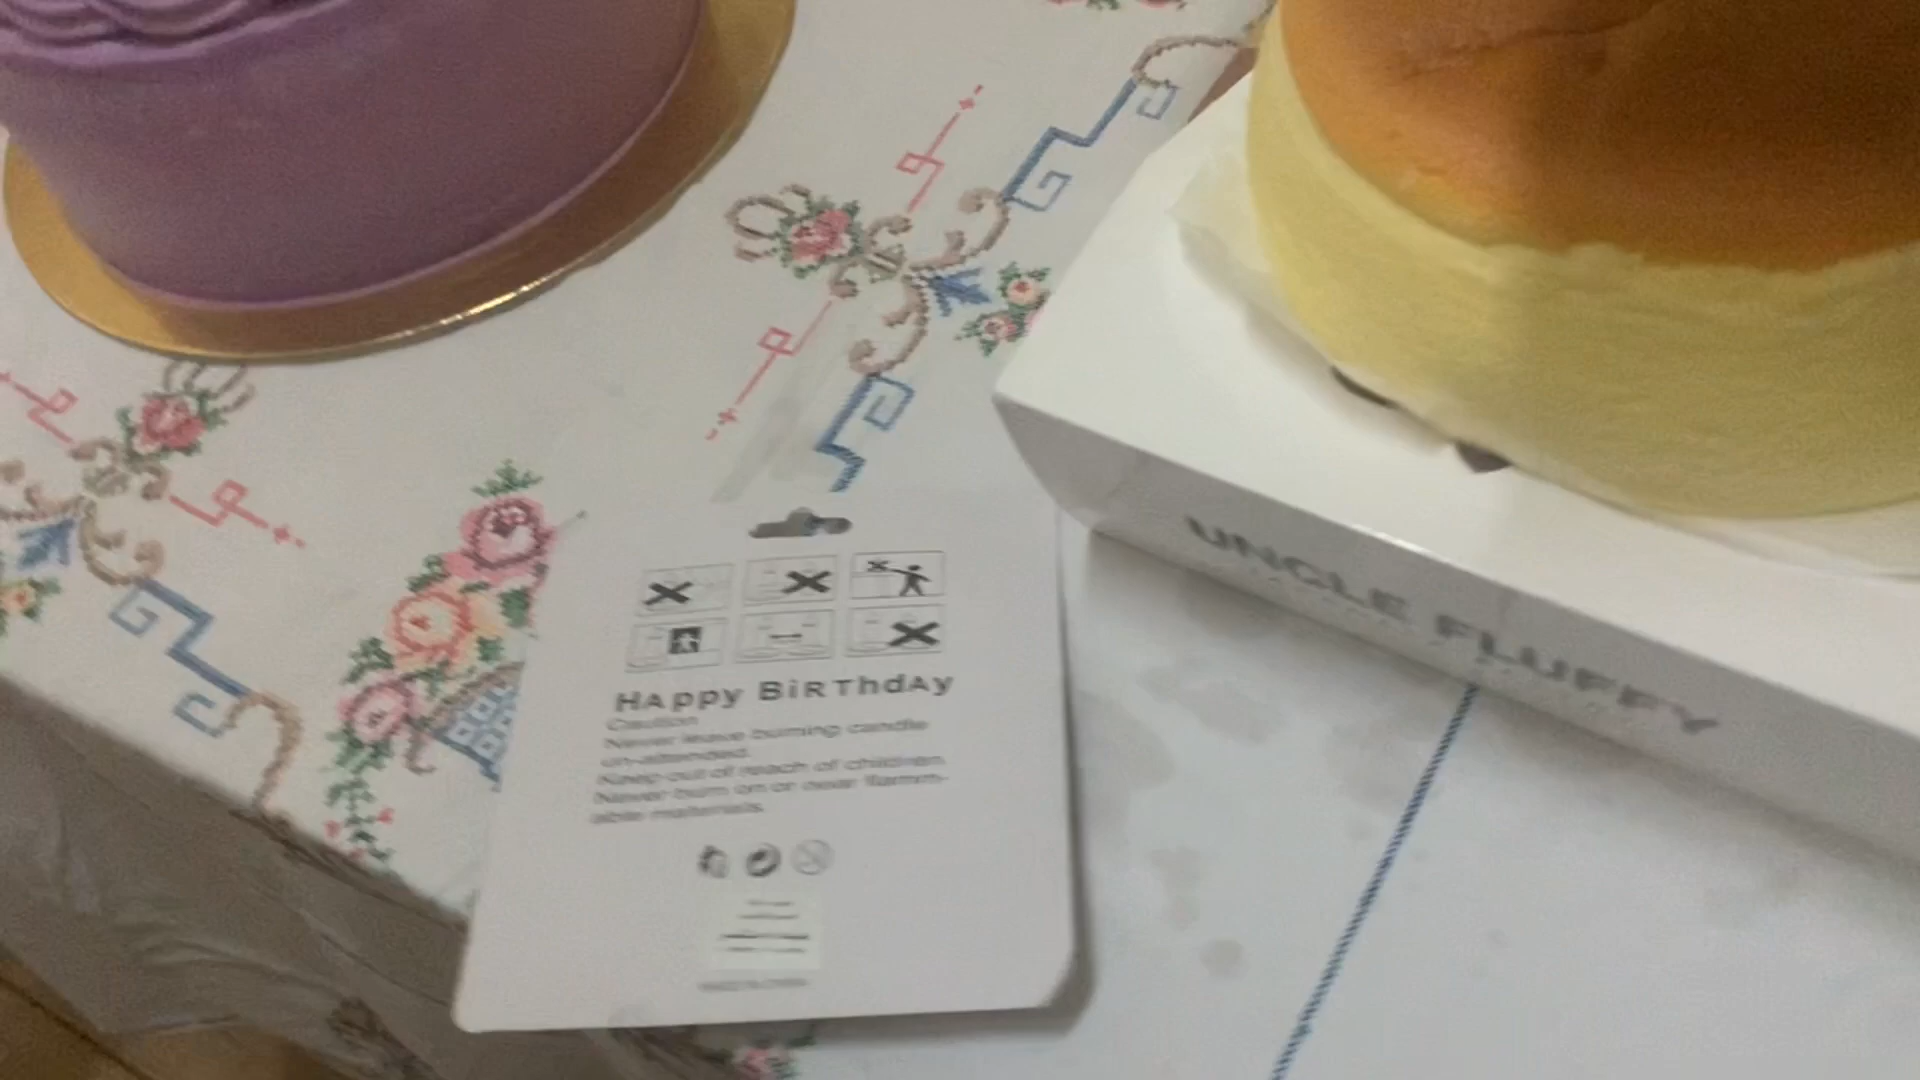 HAppy BiRThdAy
Caution
Never leave burning candle
un-attended.
Keep out of reach of children
Never burn on or near flamm-
able materials.
UNCLE FLUFFY